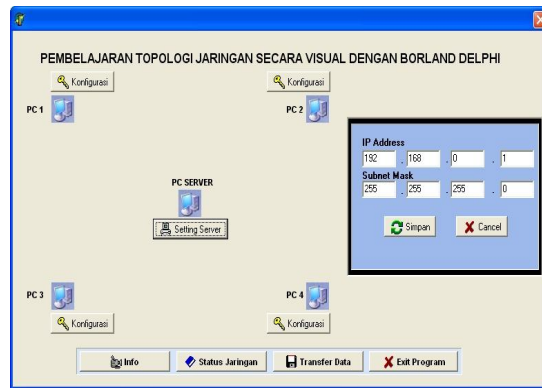 PEMBELAJARAN TOPOLOGI JARINGAN SECARA VISUAL DENGAN BORLAND DELPHI
Konfigurasi
Konfigurasi
PC 1
PC 2
IP Address
192 . 168 . 0 . 1
Subnet Mask
255 . 255 . 255 . 0
Simpan
Cancel
PC SERVER
Setting Server
PC 3
PC 4
Konfigurasi
Konfigurasi
Info
Status Jaringan
Transfer Data
Exit Program